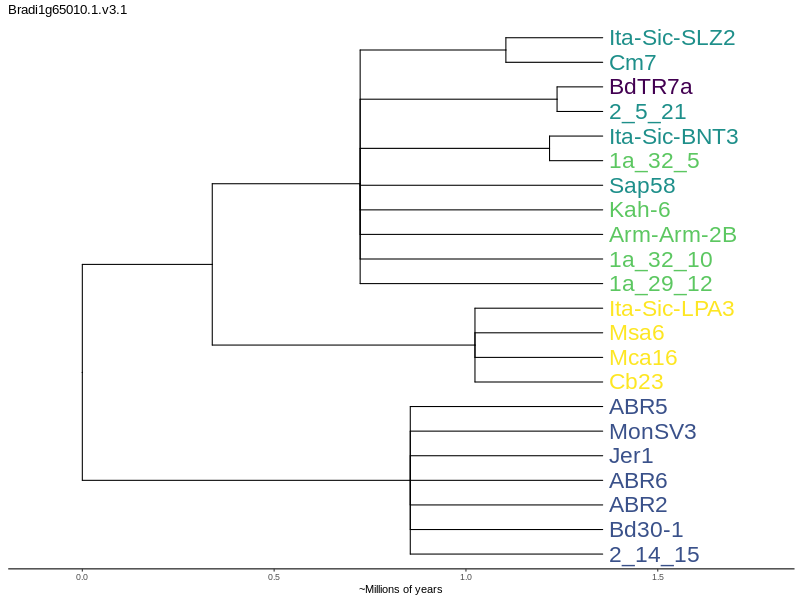 Bradi1g65010.1.v3.1
Ita-Sic-SLZ2
Cm7
BdTR7a
2_5_21
Ita-Sic-BNT3
1a_32_5
Sap58
Kah-6
Arm-Arm-2B
1a_32_10
1a_29_12
Ita-Sic-LPA3
Msa6
Mca16
Cb23
ABR5
MonSV3
Jer1
ABR6
ABR2
Bd30-1
2_14_15
0.0 0.5 1.0 1.5
~Millions of years